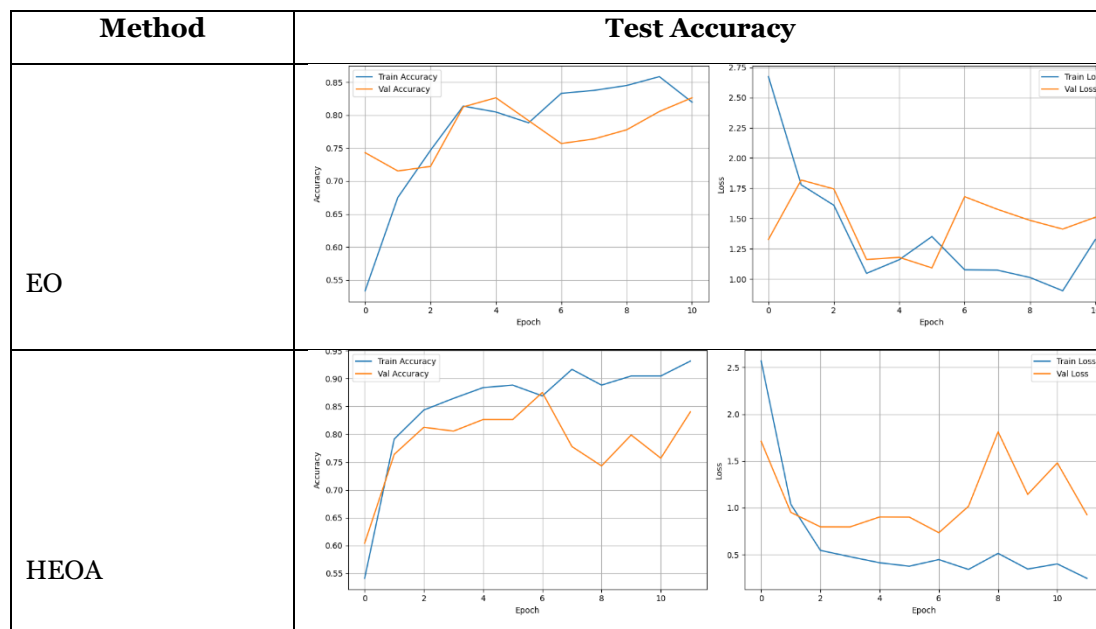 Method Test Accuracy
EO
Train Accuracy
Val Accuracy
0.85
0.80
0.75
0.70
0.65
0.60
0.55
Accuracy
0 2 4 6 8 10
Epoch
Train Los
Val Loss
2.75
2.50
2.25
2.00
1.75
1.50
1.25
1.00
Loss
0 2 4 6 8 10
Epoch
HEOA
Train Accuracy
Val Accuracy
0.95
0.90
0.85
0.80
0.75
0.70
0.65
0.60
0.55
Accuracy
0 2 4 6 8 10
Epoch
Train Loss
Val Loss
2.5
2.0
1.5
1.0
0.5
Loss
0 2 4 6 8 10
Epoch